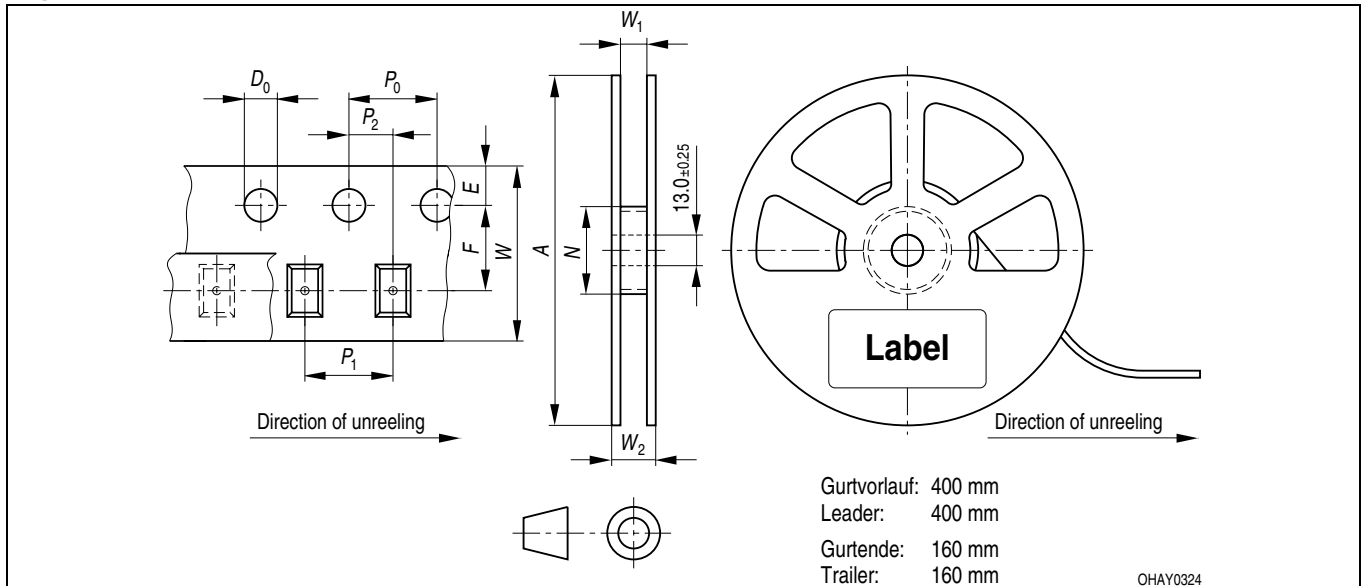 W1
D0
P0
P2
E
F
W
A
N
13.0±0.25
P1
W2
Label
Direction of unreeling
Direction of unreeling
Gurtvorlauf: 400 mm
Leader: 400 mm
Gurtende: 160 mm
Trailer: 160 mm
OHAY0324